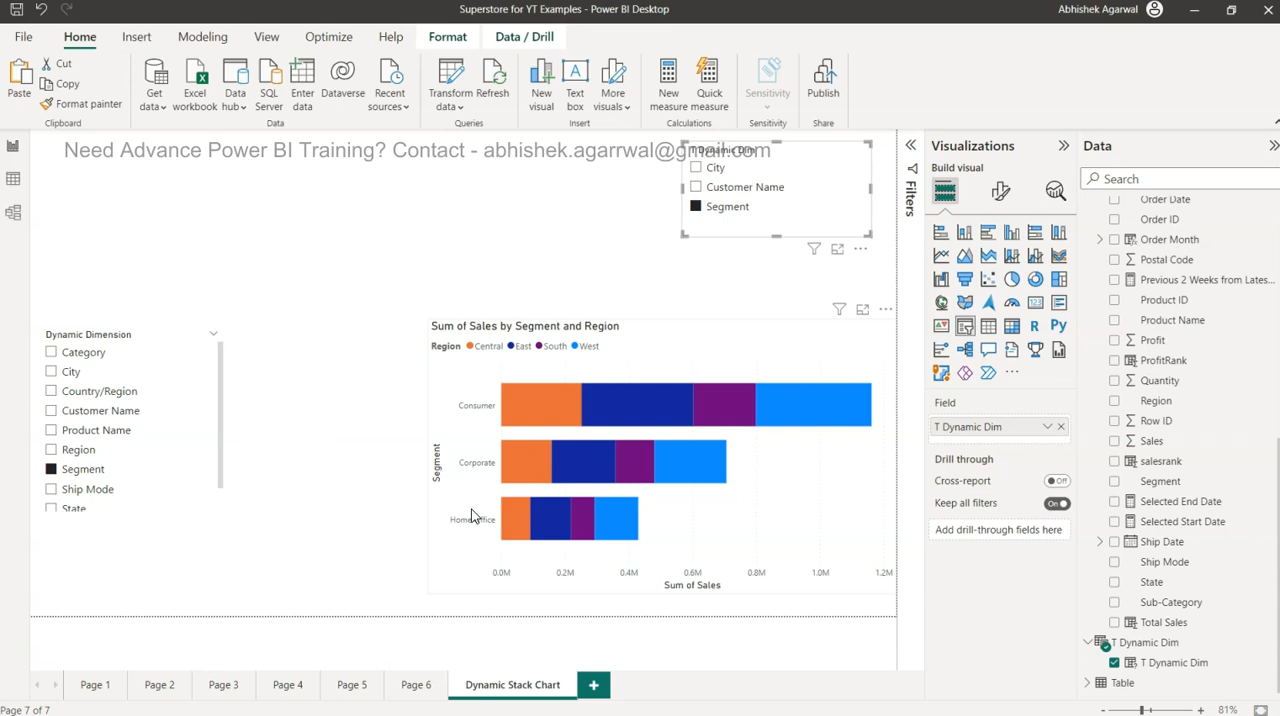 Superstore for YT Examples - Power BI Desktop
Abhishek Agarwal
File
Home
Insert
Modeling
View
Optimize
Help
Format
Data / Drill
Paste
Cut
Copy
Format painter
Clipboard
Get data
Excel workbook
Data hub
SQL Server
Enter data
Dataverse
Recent sources
Data
Transform data
Refresh
Queries
New visual
Text box
More visuals
Insert
New measure
Quick measure
Calculations
Sensitivity
Sensitivity
Publish
Share
Need Advance Power BI Training? Contact - abhishek.agarrwal@gmail.com
T Dynamic Dim
City
Customer Name
Segment
Dynamic Dimension
Category
City
Country/Region
Customer Name
Product Name
Region
Segment
Ship Mode
State
Sum of Sales by Segment and Region
Region Central East South West
Segment
Consumer
Corporate
Home Office
0.0M 0.2M 0.4M 0.6M 0.8M 1.0M 1.2M
Sum of Sales
Filters
Visualizations
Build visual
R Py
Field
T Dynamic Dim
Drill through
Cross-report
Off
Keep all filters
On
Add drill-through fields here
Data
Search
Order Date
Order ID
Order Month
Postal Code
Previous 2 Weeks from Lates...
Product ID
Product Name
Profit
ProfitRank
Quantity
Region
Row ID
Sales
salesrank
Segment
Selected End Date
Selected Start Date
Ship Date
Ship Mode
State
Sub-Category
Total Sales
T Dynamic Dim
T Dynamic Dim
Table
Page 1
Page 2
Page 3
Page 4
Page 5
Page 6
Dynamic Stack Chart
Page 7 of 7
81%